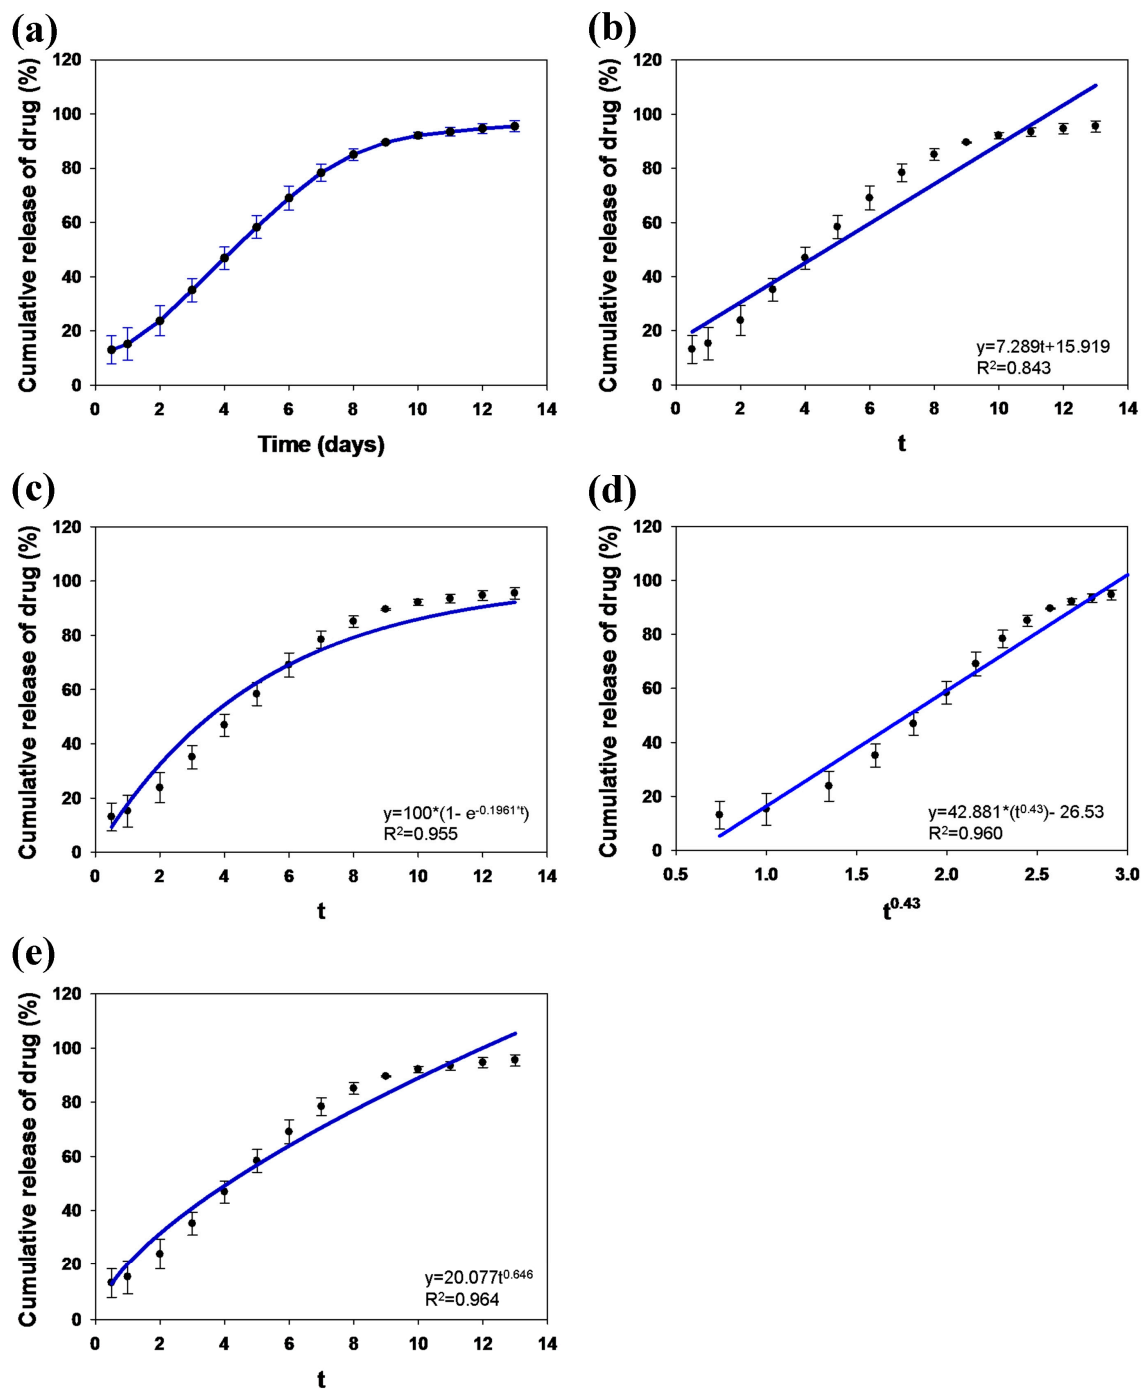 (a)
Cumulative release of drug (%)
120
100
80
60
40
20
0
0 2 4 6 8 10 12 14
Time (days)
(b)
Cumulative release of drug (%)
120
100
80
60
40
20
0
y=7.289t+15.919
R²=0.843
0 2 4 6 8 10 12 14
t
(c)
Cumulative release of drug (%)
120
100
80
60
40
20
0
y=100*(1- e^-0.1961*t)
R²=0.955
0 2 4 6 8 10 12 14
t
(d)
Cumulative release of drug (%)
120
100
80
60
40
20
0
y=42.881*(t^0.43)- 26.53
R²=0.960
0.5 1.0 1.5 2.0 2.5 3.0
t^0.43
(e)
Cumulative release of drug (%)
120
100
80
60
40
20
0
y=20.077t^0.646
R²=0.964
0 2 4 6 8 10 12 14
t